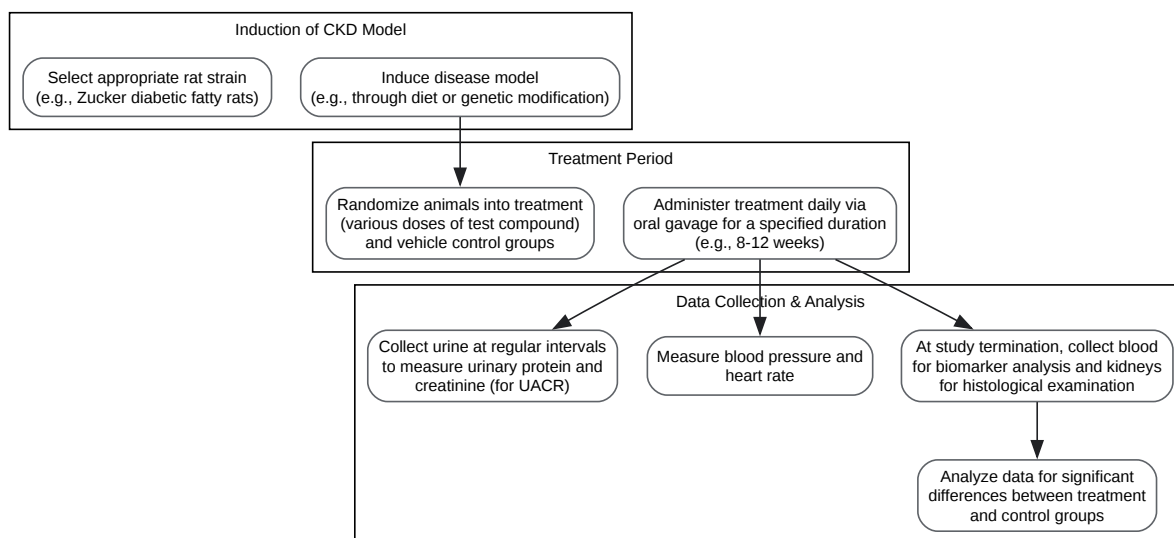 Induction of CKD Model
Select appropriate rat strain
(e.g., Zucker diabetic fatty rats)
Induce disease model
(e.g., through diet or genetic modification)
Treatment Period
Randomize animals into treatment
(various doses of test compound)
and vehicle control groups
Administer treatment daily via
oral gavage for a specified duration
(e.g., 8-12 weeks)
Data Collection & Analysis
Collect urine at regular intervals
to measure urinary protein and
creatinine (for UACR)
Measure blood pressure and
heart rate
At study termination, collect blood
for biomarker analysis and kidneys
for histological examination
Analyze data for significant
differences between treatment
and control groups